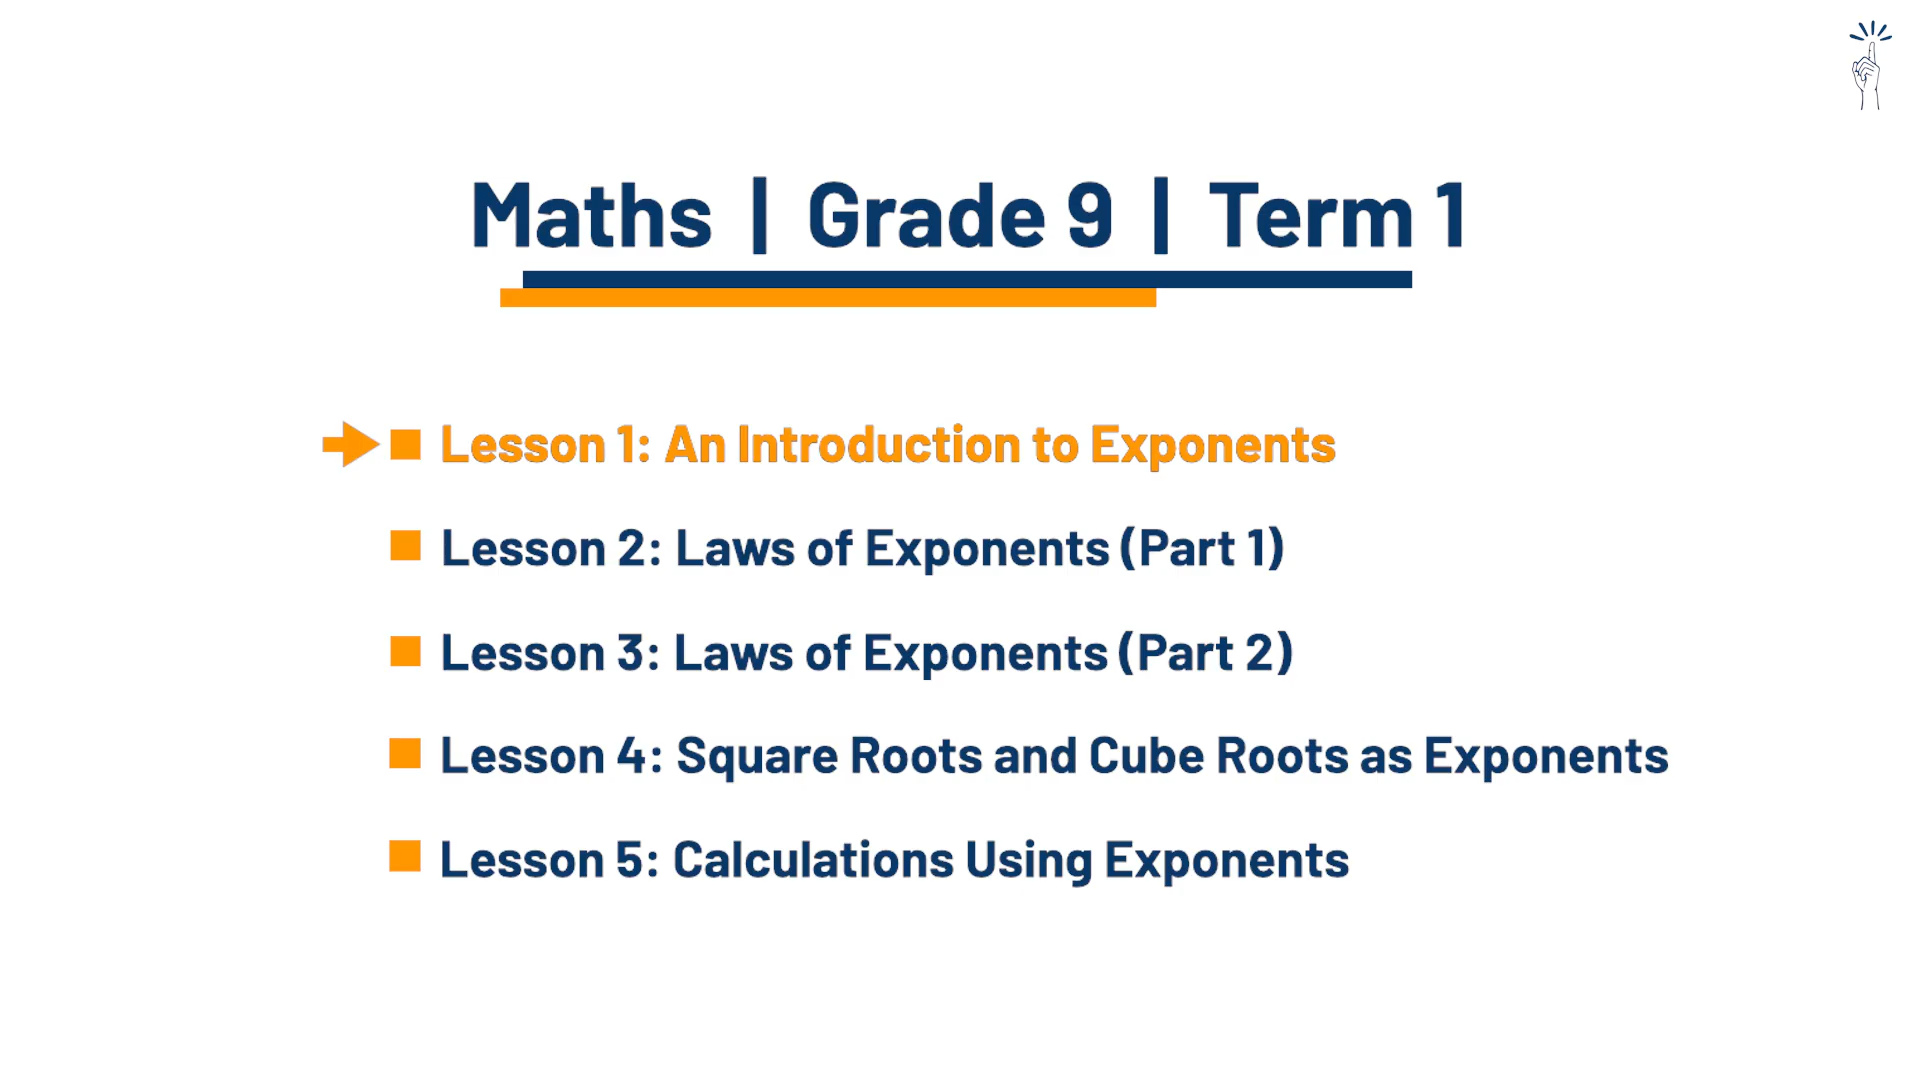 Maths | Grade 9 | Term 1
Lesson 1: An Introduction to Exponents
Lesson 2: Laws of Exponents (Part 1)
Lesson 3: Laws of Exponents (Part 2)
Lesson 4: Square Roots and Cube Roots as Exponents
Lesson 5: Calculations Using Exponents